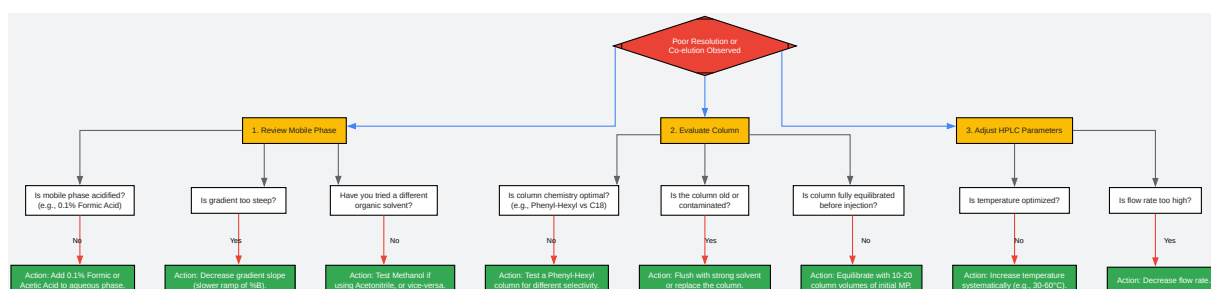 Poor Resolution or
Co-elution Observed
1. Review Mobile Phase
2. Evaluate Column
3. Adjust HPLC Parameters
Is mobile phase acidified?
(e.g., 0.1% Formic Acid)
Is gradient too steep?
Have you tried a different
organic solvent?
Is column chemistry optimal?
(e.g., Phenyl-Hexyl vs C18)
Is the column old or
contaminated?
Is column fully equilibrated
before injection?
Is temperature optimized?
Is flow rate too high?
No
Yes
No
No
Yes
No
No
Yes
Action: Add 0.1% Formic or
Acetic Acid to aqueous phase.
Action: Decrease gradient slope
(slower ramp of %B).
Action: Test Methanol if
using Acetonitrile, or vice-versa.
Action: Test a Phenyl-Hexyl
column for different selectivity.
Action: Flush with strong solvent
or replace the column.
Action: Equilibrate with 10-20
column volumes of initial MP.
Action: Increase temperature
systematically (e.g., 30-60°C).
Action: Decrease flow rate.